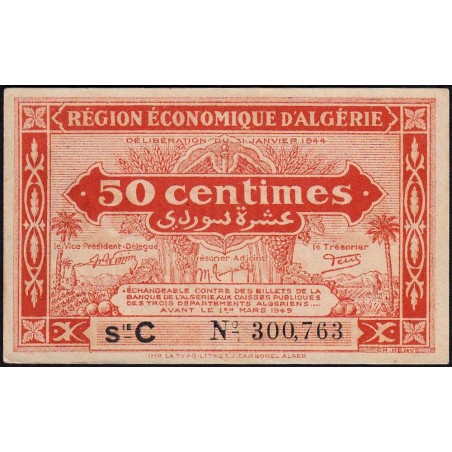 RÉGION ÉCONOMIQUE D'ALGÉRIE
DÉLIBÉRATION DU 31 JANVIER 1944
· 50 centimes ·
عشرة سوردي
le Vice Président-Délégué
Trésorier Adjoint
le Trésorier
ÉCHANGEABLE CONTRE DES BILLETS DE LA
BANQUE DE L'ALGÉRIE AUX CAISSES PUBLIQUES
DES TROIS DÉPARTEMENTS ALGÉRIENS....
AVANT LE 1ER MARS 1949
SIE C Nº 300,763
IMP. LA TYPO-LITHO & J. CARBONEL ALGER